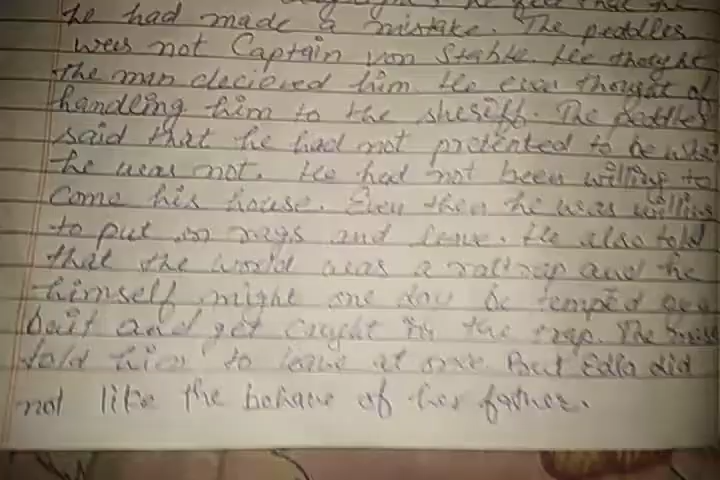 he had made a mistake. The peddler
was not Captain von Stahle. He thought
the man decieved him He even thought of
handling him to the sheriff. The peddler
said that he had not pretented to be what
he was not. He had not been willing to
come his house. Even then he was willing
to put on rags and leave. He also told
that the world was a rattrap and he
himself might one day be temped
bait and get caught in the trap. The
told him to leave at once But Edla did
not like the behave of her father.